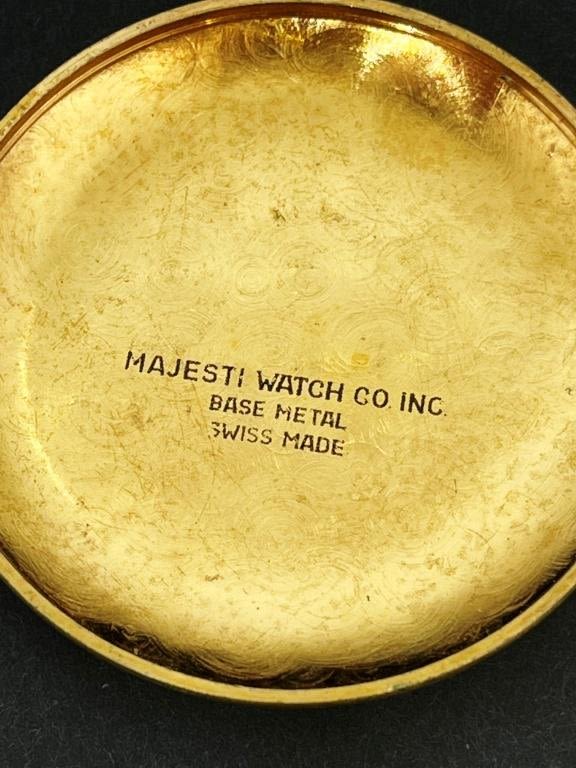 MAJESTI WATCH CO. INC.
BASE METAL
SWISS MADE